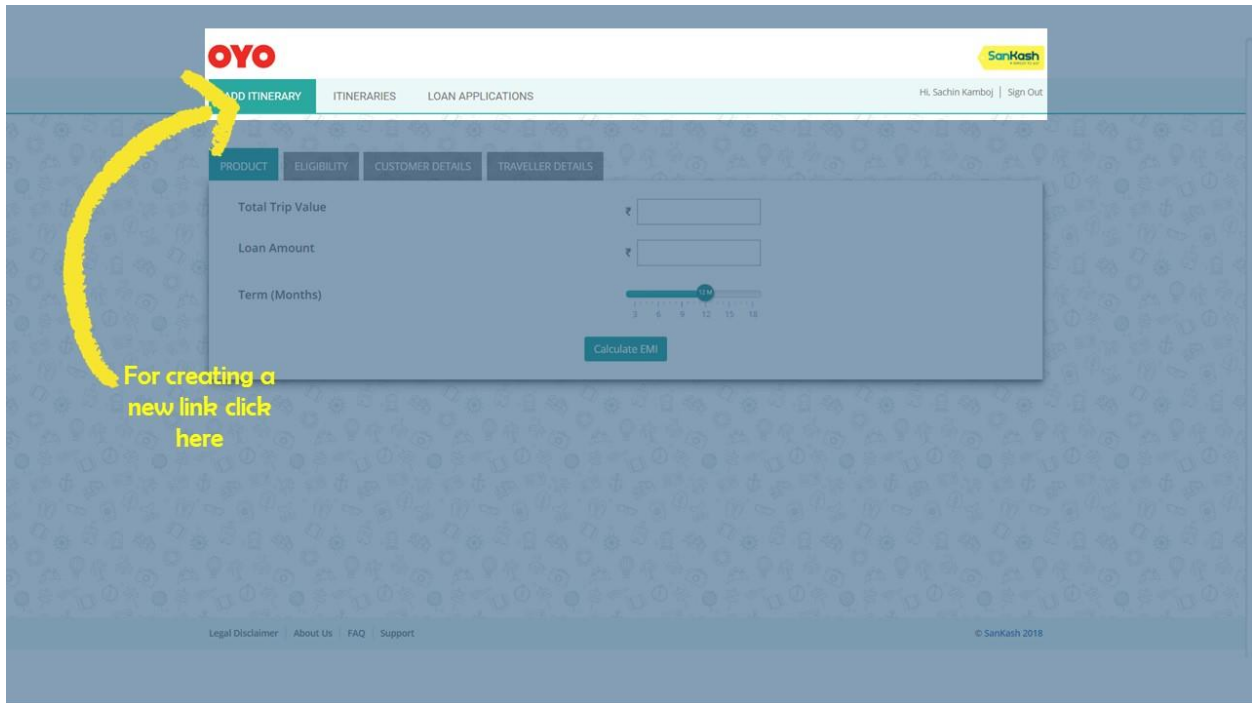 OYO
SanKash
ADD ITINERARY ITINERARIES LOAN APPLICATIONS
Hi, Sachin Kamboj | Sign Out
PRODUCT ELIGIBILITY CUSTOMER DETAILS TRAVELLER DETAILS
Total Trip Value ₹
Loan Amount ₹
Term (Months)
12 M
3 6 9 12 15 18
Calculate EMI
For creating a
new link click
here
Legal Disclaimer | About Us | FAQ | Support
© SanKash 2018